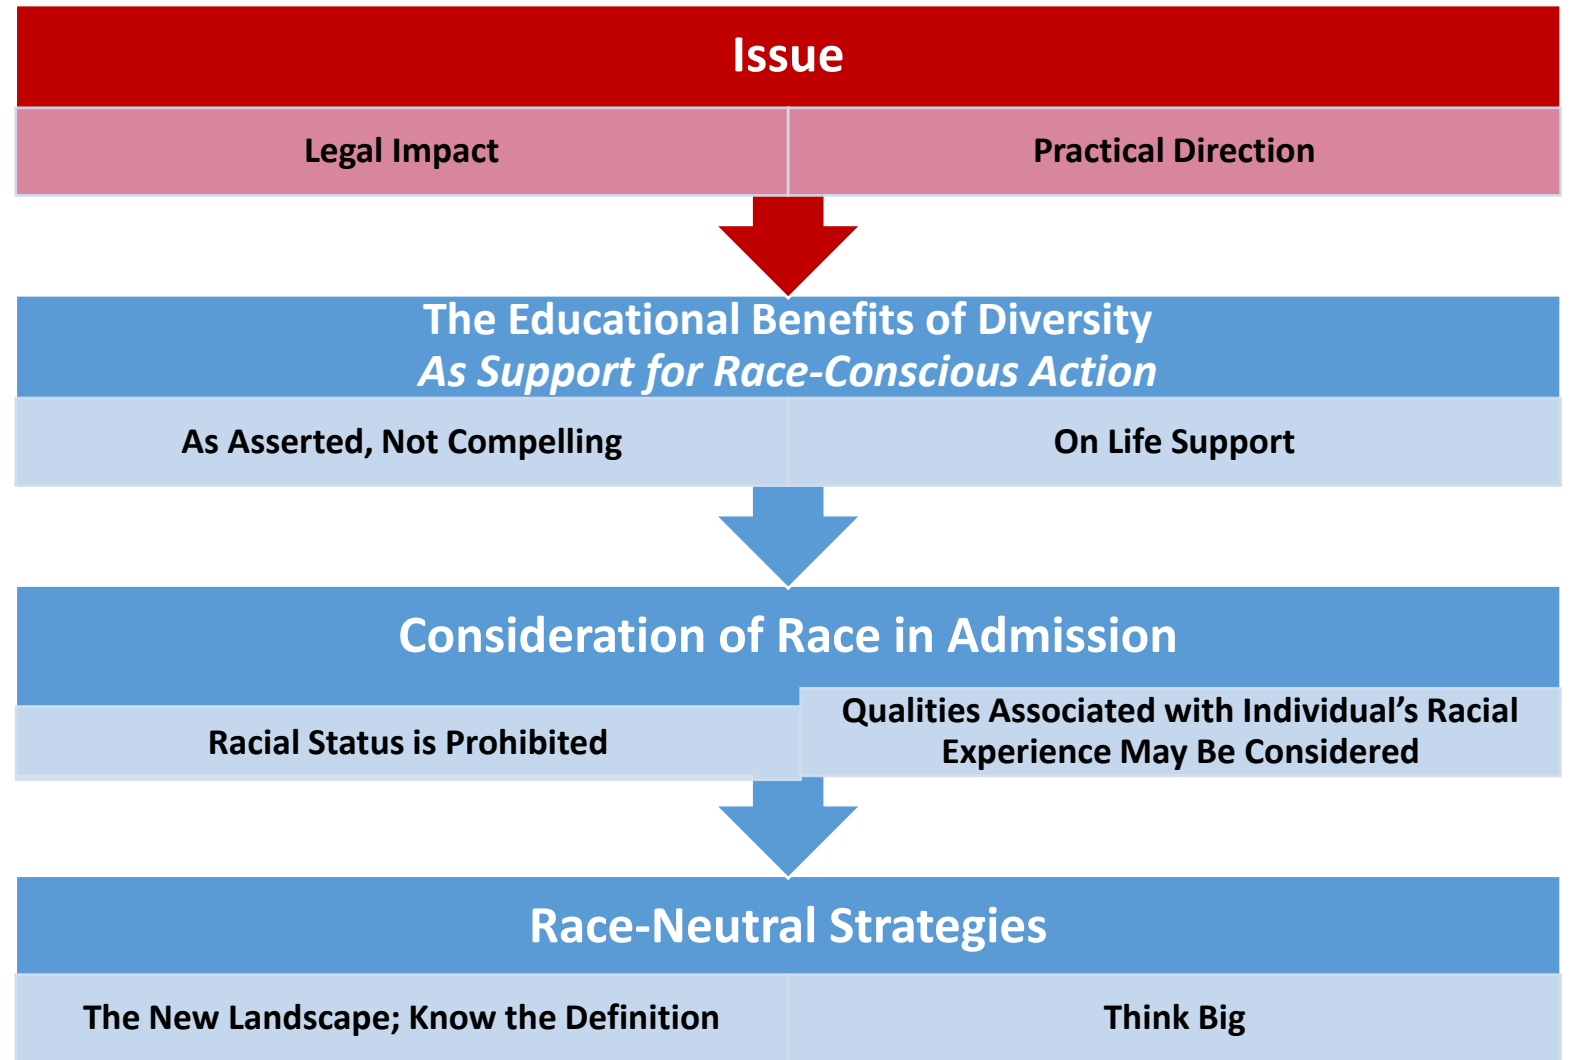 Issue
Legal Impact
Practical Direction
The Educational Benefits of Diversity
As Support for Race-Conscious Action
As Asserted, Not Compelling
On Life Support
Consideration of Race in Admission
Racial Status is Prohibited
Qualities Associated with Individual’s Racial
Experience May Be Considered
Race-Neutral Strategies
The New Landscape; Know the Definition
Think Big